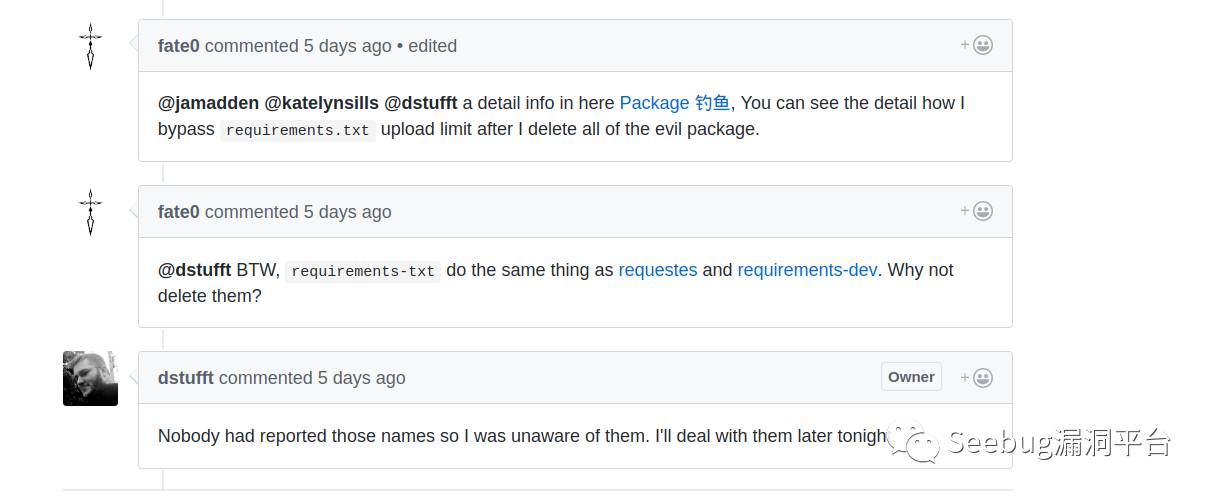 fate0 commented 5 days ago • edited
@jamadden @katelynsills @dstufft a detail info in here Package 钓鱼, You can see the detail how I
bypass requirements.txt upload limit after I delete all of the evil package.
fate0 commented 5 days ago
@dstufft BTW, requirements-txt do the same thing as requestes and requirements-dev. Why not
delete them?
dstufft commented 5 days ago Owner
Nobody had reported those names so I was unaware of them. I'll deal with them later
Seebug漏洞平台